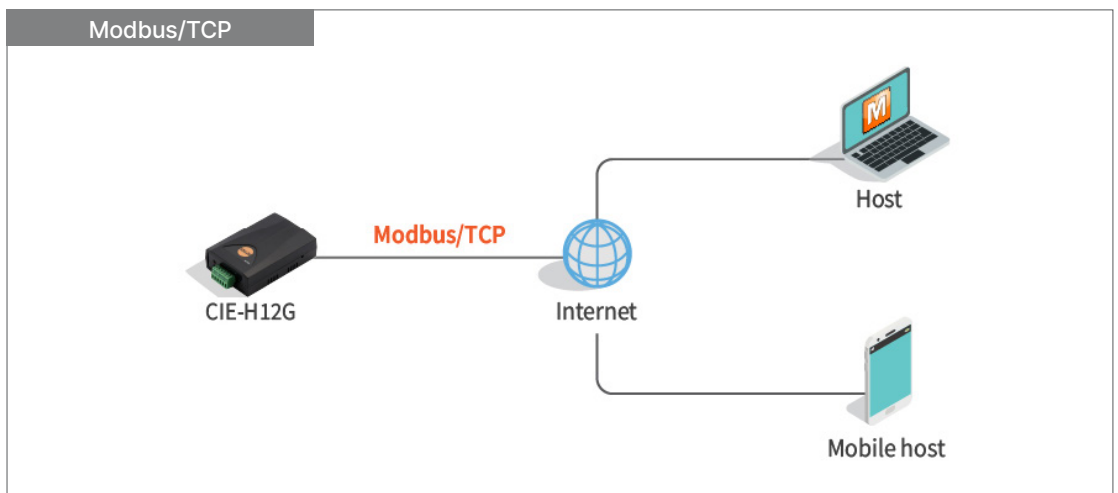 Modbus/TCP
M
Host
Modbus/TCP
CIE-H12G
Internet
Mobile host